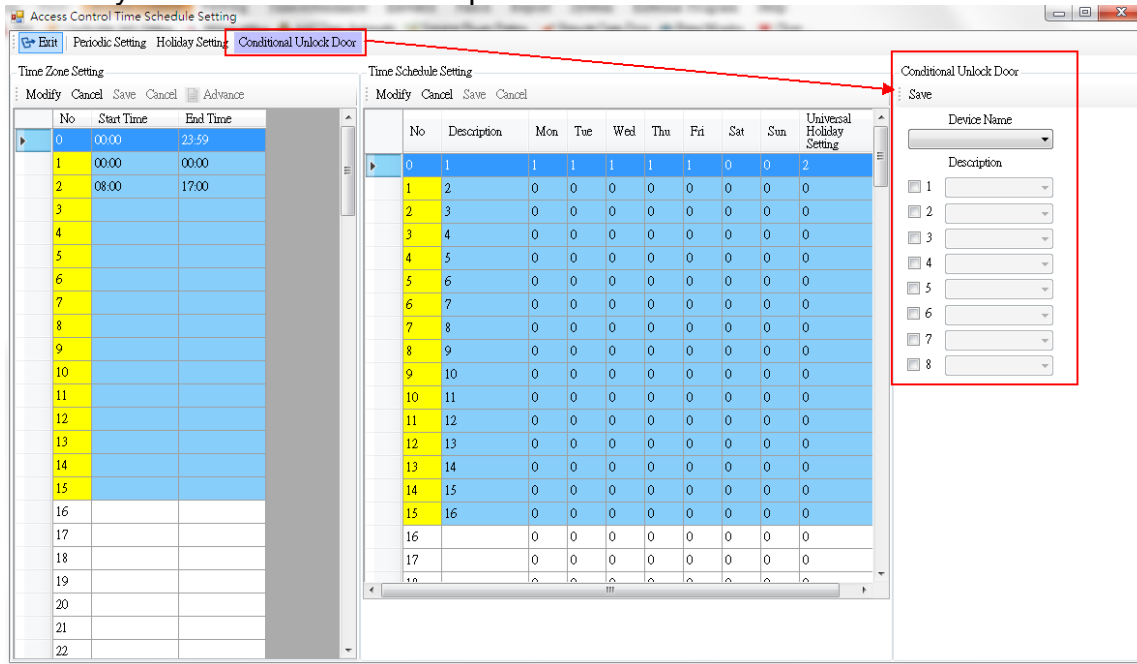 Access Control Time Schedule Setting
Exit Periodic Setting Holiday Setting Conditional Unlock Door
Time Zone Setting
Modify Cancel Save Cancel Advance
No Start Time End Time
0 00:00 23:59
1 00:00 00:00
2 08:00 17:00
3
4
5
6
7
8
9
10
11
12
13
14
15
16
17
18
19
20
21
22
Time Schedule Setting
Modify Cancel Save Cancel
No Description Mon Tue Wed Thu Fri Sat Sun Universal Holiday Setting
0 1 1 1 1 1 1 0 0 2
1 2 0 0 0 0 0 0 0 0
2 3 0 0 0 0 0 0 0 0
3 4 0 0 0 0 0 0 0 0
4 5 0 0 0 0 0 0 0 0
5 6 0 0 0 0 0 0 0 0
6 7 0 0 0 0 0 0 0 0
7 8 0 0 0 0 0 0 0 0
8 9 0 0 0 0 0 0 0 0
9 10 0 0 0 0 0 0 0 0
10 11 0 0 0 0 0 0 0 0
11 12 0 0 0 0 0 0 0 0
12 13 0 0 0 0 0 0 0 0
13 14 0 0 0 0 0 0 0 0
14 15 0 0 0 0 0 0 0 0
15 16 0 0 0 0 0 0 0 0
16 0 0 0 0 0 0 0 0
17 0 0 0 0 0 0 0 0
Conditional Unlock Door
Save
Device Name
Description
1
2
3
4
5
6
7
8